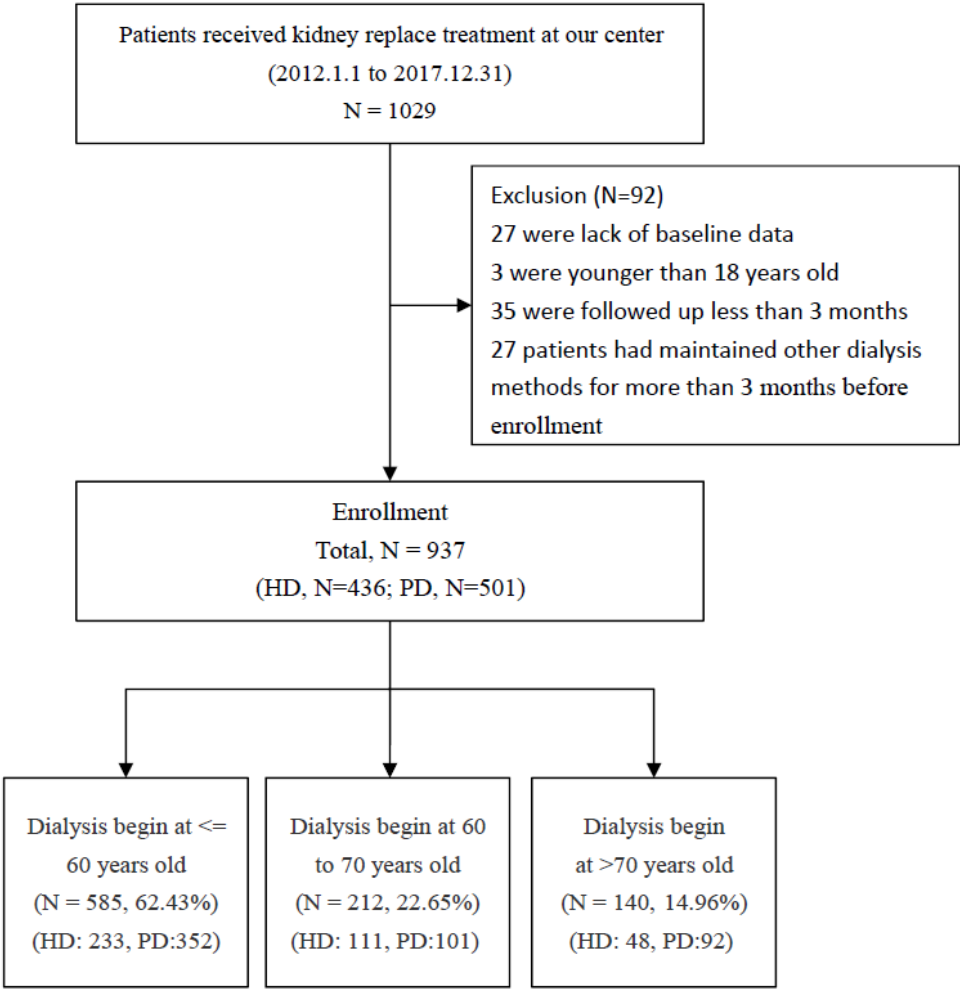 Patients received kidney replace treatment at our center
(2012.1.1 to 2017.12.31)
N = 1029
Exclusion (N=92)
27 were lack of baseline data
3 were younger than 18 years old
35 were followed up less than 3 months
27 patients had maintained other dialysis
methods for more than 3 months before
enrollment
Enrollment
Total, N = 937
(HD, N=436; PD, N=501)
Dialysis begin at <=
60 years old
(N = 585, 62.43%)
(HD: 233, PD:352)
Dialysis begin at 60
to 70 years old
(N = 212, 22.65%)
(HD: 111, PD:101)
Dialysis begin
at >70 years old
(N = 140, 14.96%)
(HD: 48, PD:92)